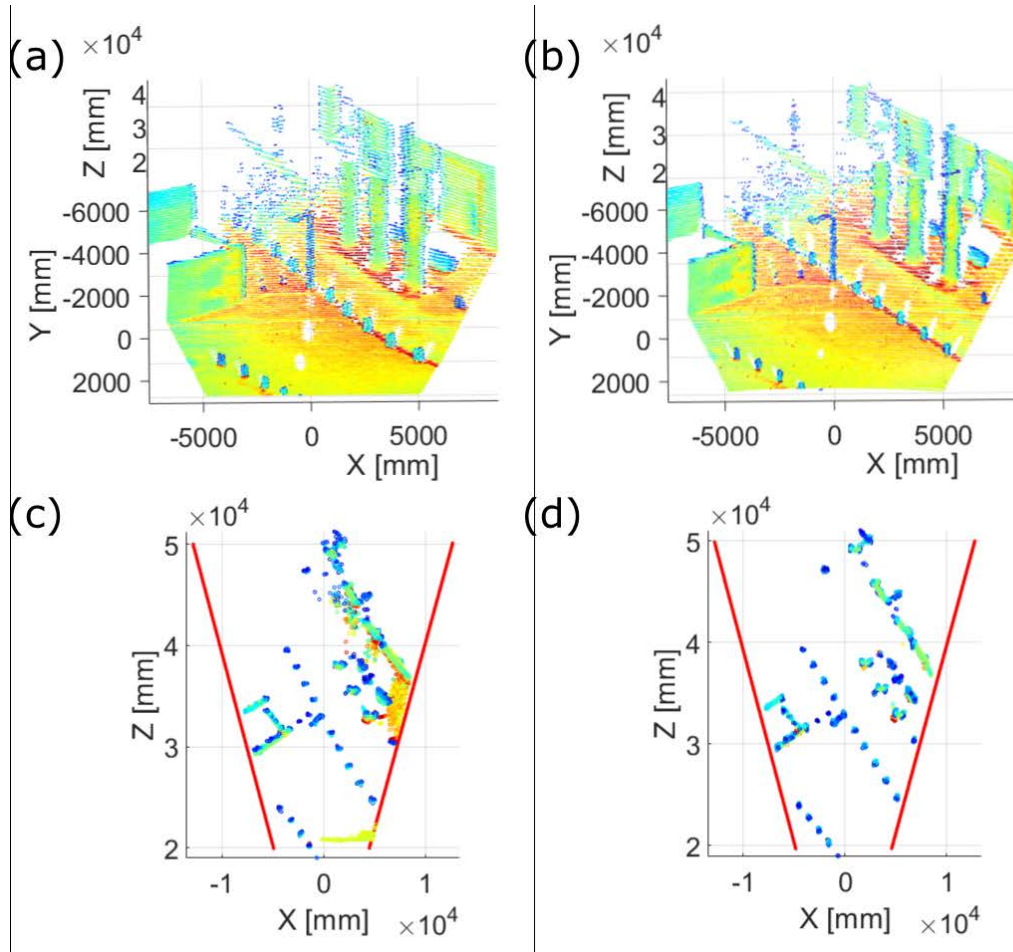 (a)
×10⁴
Z [mm]
4
3
2
Y [mm]
-6000
-4000
-2000
0
2000
-5000 0 5000
X [mm]
(b)
×10⁴
Z [mm]
4
3
2
Y [mm]
-6000
-4000
-2000
0
2000
-5000 0 5000
X [mm]
(c)
×10⁴
Z [mm]
5
4
3
2
-1 0 1
X [mm] ×10⁴
(d)
×10⁴
Z [mm]
5
4
3
2
-1 0 1
X [mm] ×10⁴